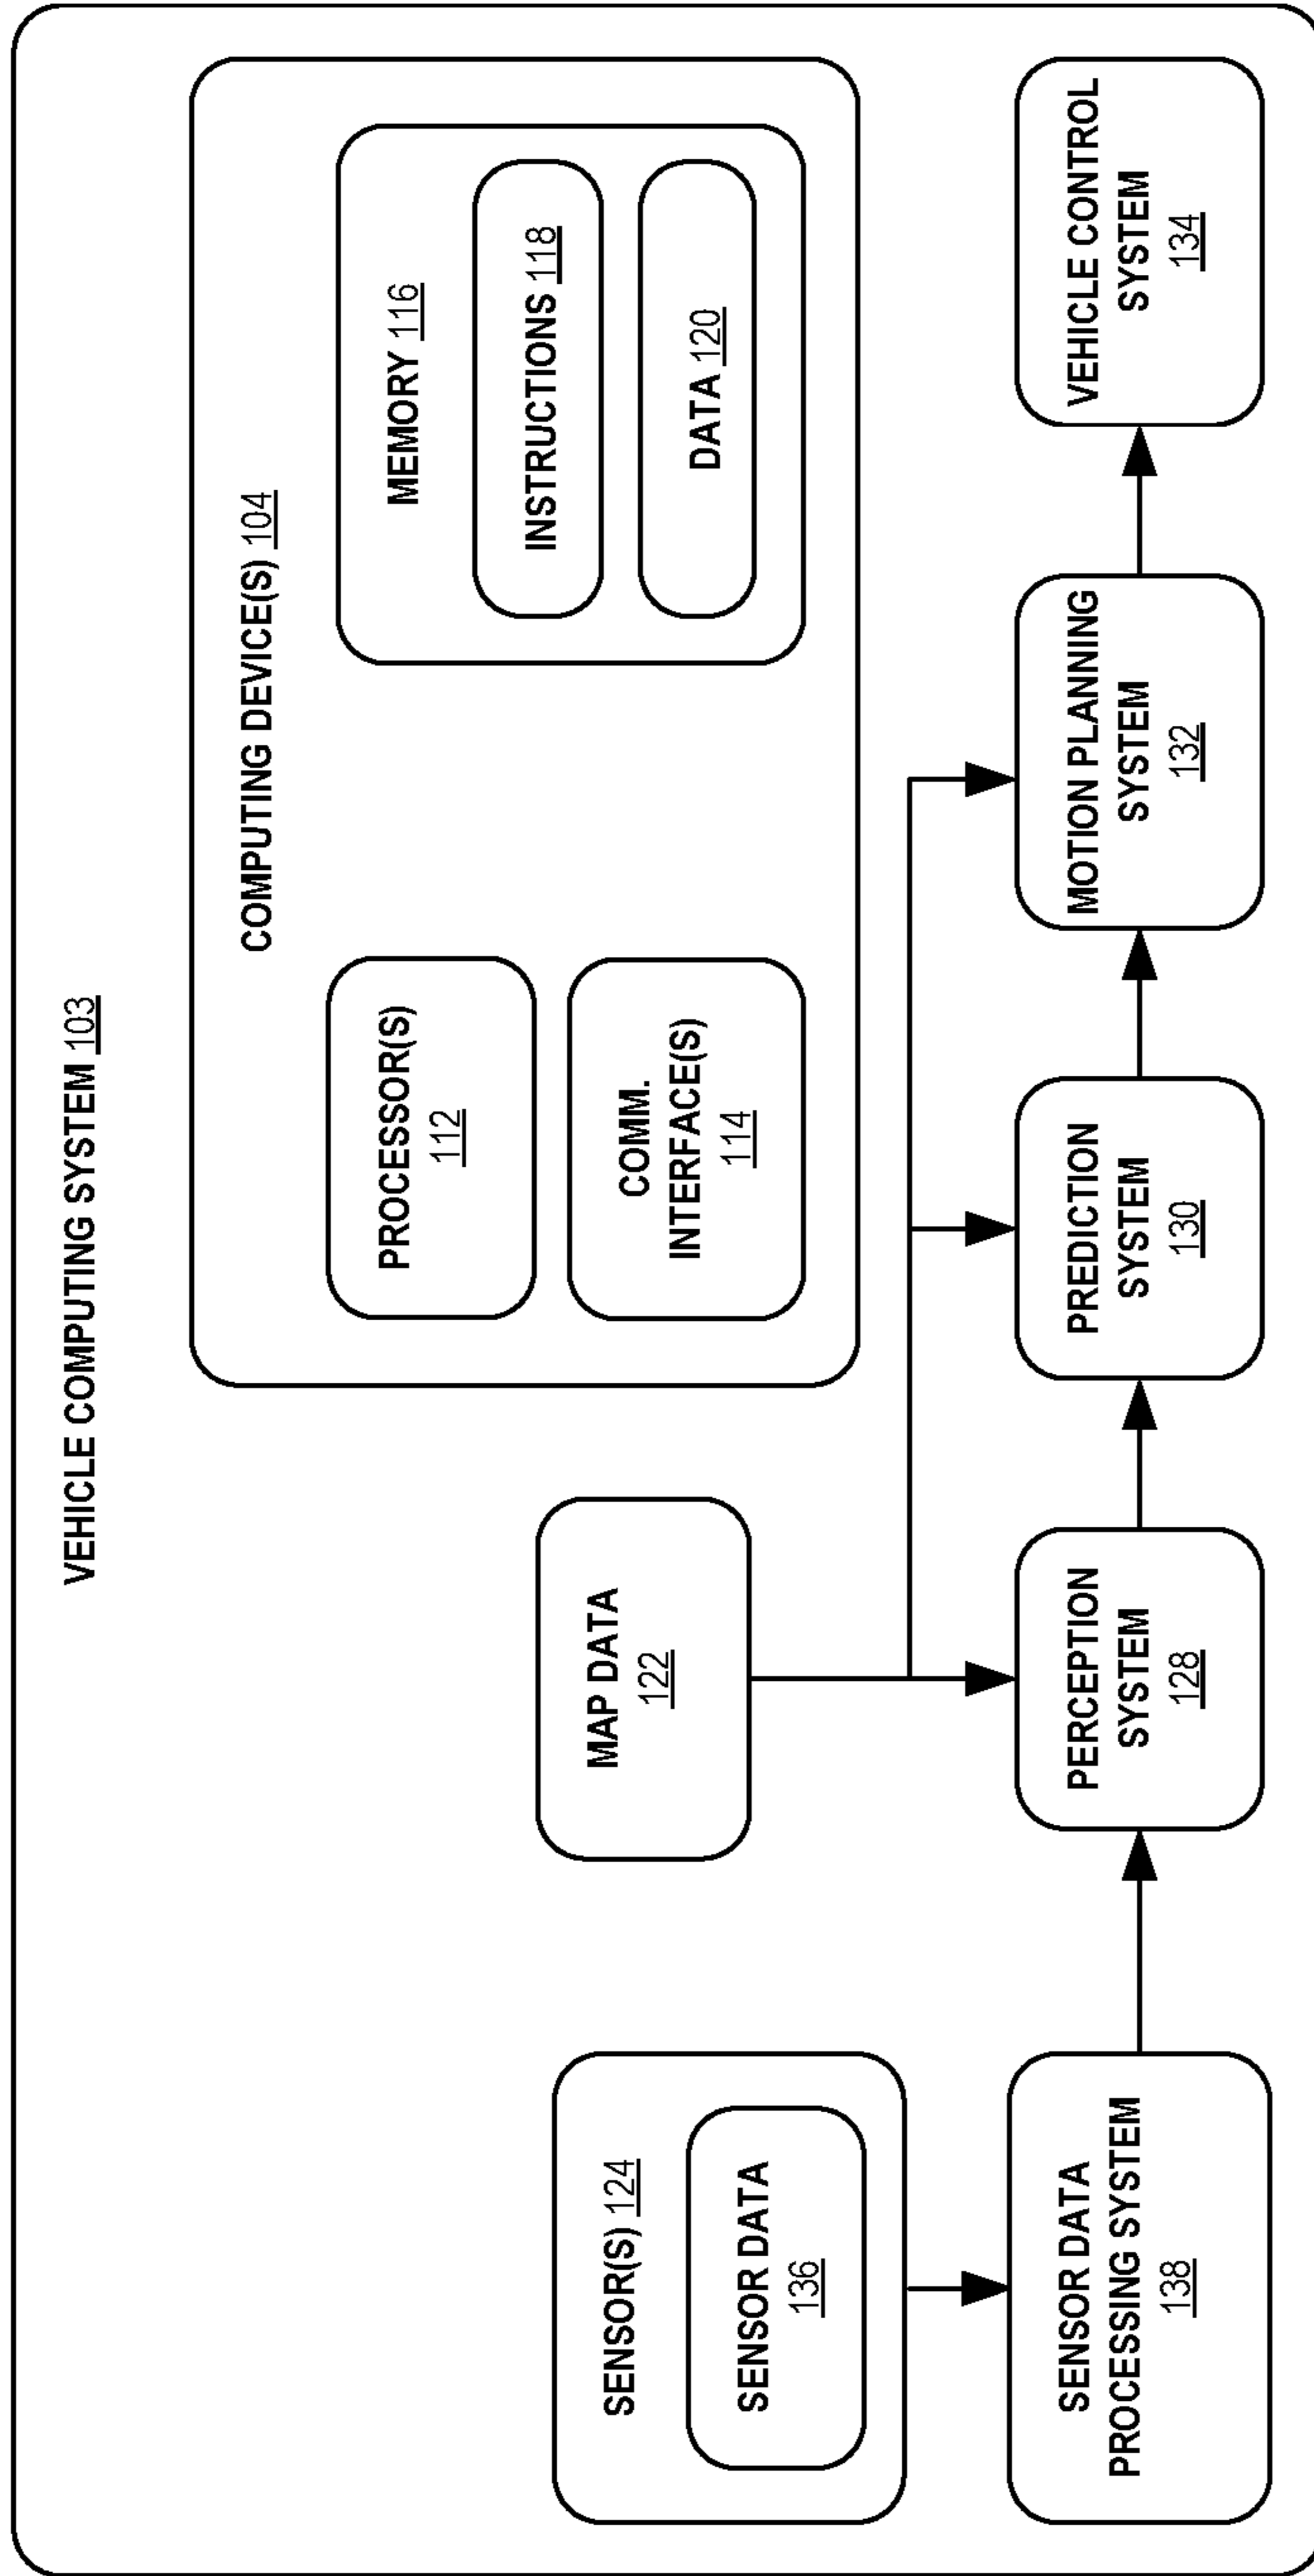 VEHICLE COMPUTING SYSTEM 103
COMPUTING DEVICE(S) 104
PROCESSOR(S)
112
COMM.
INTERFACE(S)
114
MEMORY 116
INSTRUCTIONS 118
DATA 120
MAP DATA
122
SENSOR(S) 124
SENSOR DATA
136
SENSOR DATA
PROCESSING SYSTEM
138
PERCEPTION
SYSTEM
128
PREDICTION
SYSTEM
130
MOTION PLANNING
SYSTEM
132
VEHICLE CONTROL
SYSTEM
134